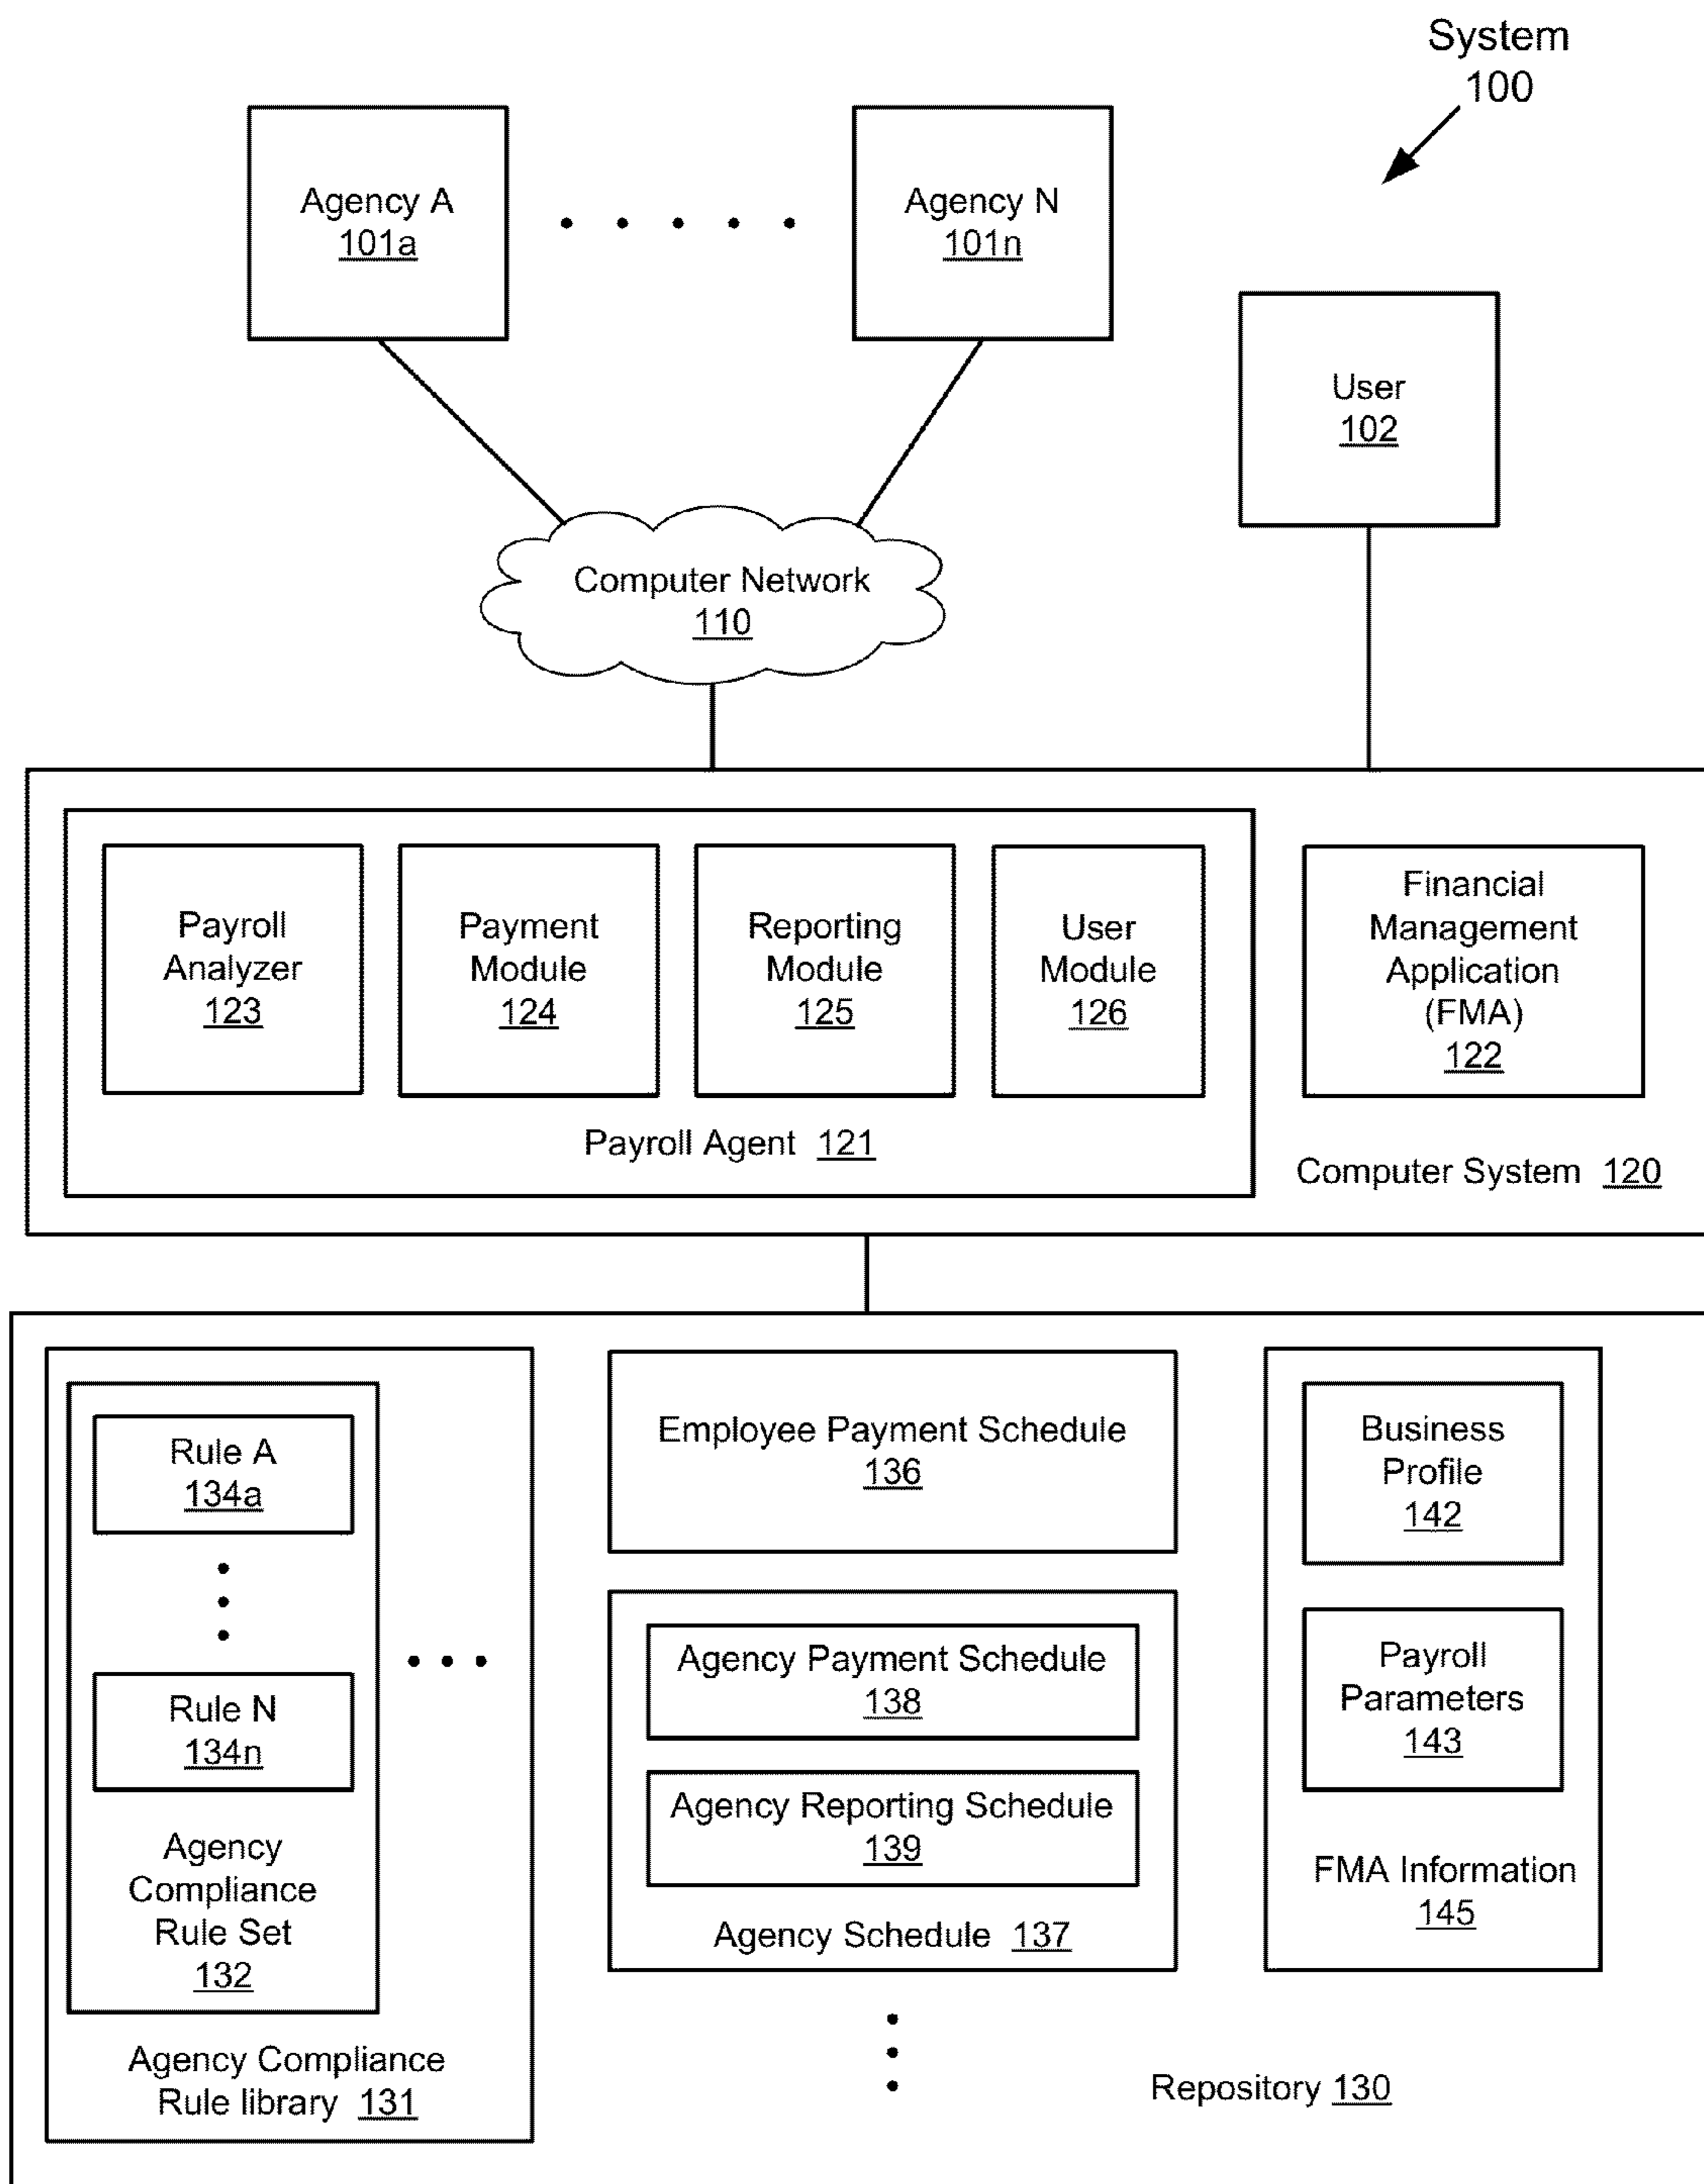 System
100
Agency A
101a
Agency N
101n
User
102
Computer Network
110
Payroll
Analyzer
123
Payment
Module
124
Reporting
Module
125
User
Module
126
Financial
Management
Application
(FMA)
122
Payroll Agent 121
Computer System 120
Rule A
134a
Rule N
134n
Agency
Compliance
Rule Set
132
Agency Compliance
Rule library 131
Employee Payment Schedule
136
Agency Payment Schedule
138
Agency Reporting Schedule
139
Agency Schedule 137
Business
Profile
142
Payroll
Parameters
143
FMA Information
145
Repository 130